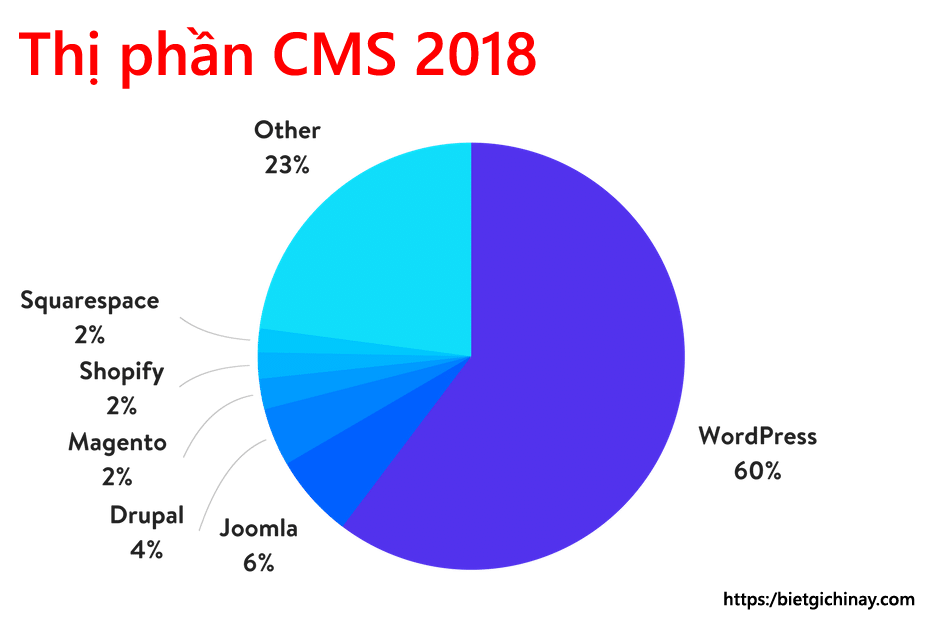 Thị phần CMS 2018
Other
23%
Squarespace
2%
Shopify
2%
Magento
2%
Drupal
4%
Joomla
6%
WordPress
60%
https:/bietgichinay.com